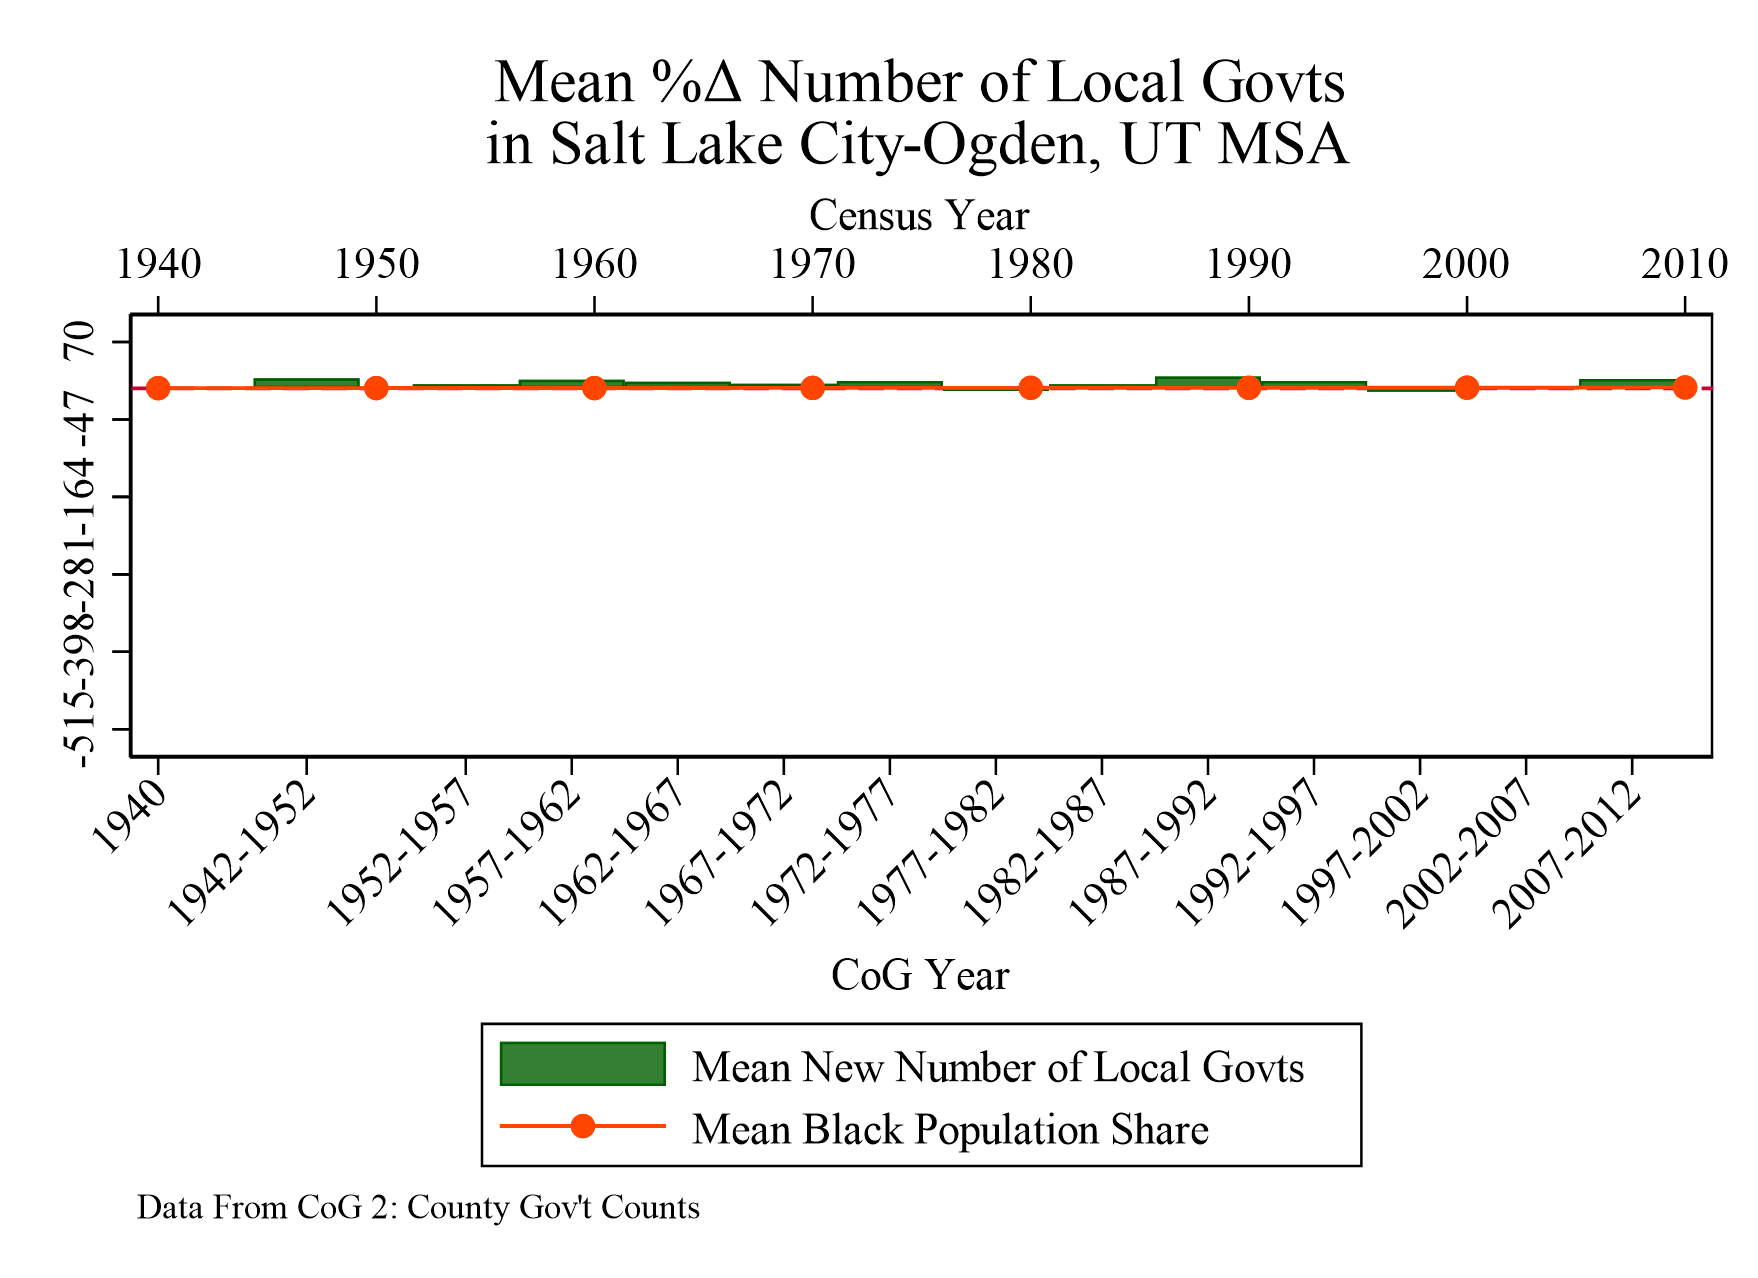 Mean %Δ Number of Local Govts
in Salt Lake City-Ogden, UT MSA
Census Year
1940 1950 1960 1970 1980 1990 2000 2010
70
-47
-164
-281
-398
-515
1940 1942-1952 1952-1957 1957-1962 1962-1967 1967-1972 1972-1977 1977-1982 1982-1987 1987-1992 1992-1997 1997-2002 2002-2007 2007-2012
CoG Year
Mean New Number of Local Govts
Mean Black Population Share
Data From CoG 2: County Gov't Counts